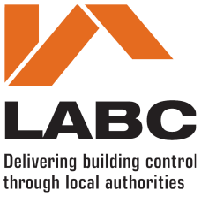 LABC
Delivering building control
through local authorities